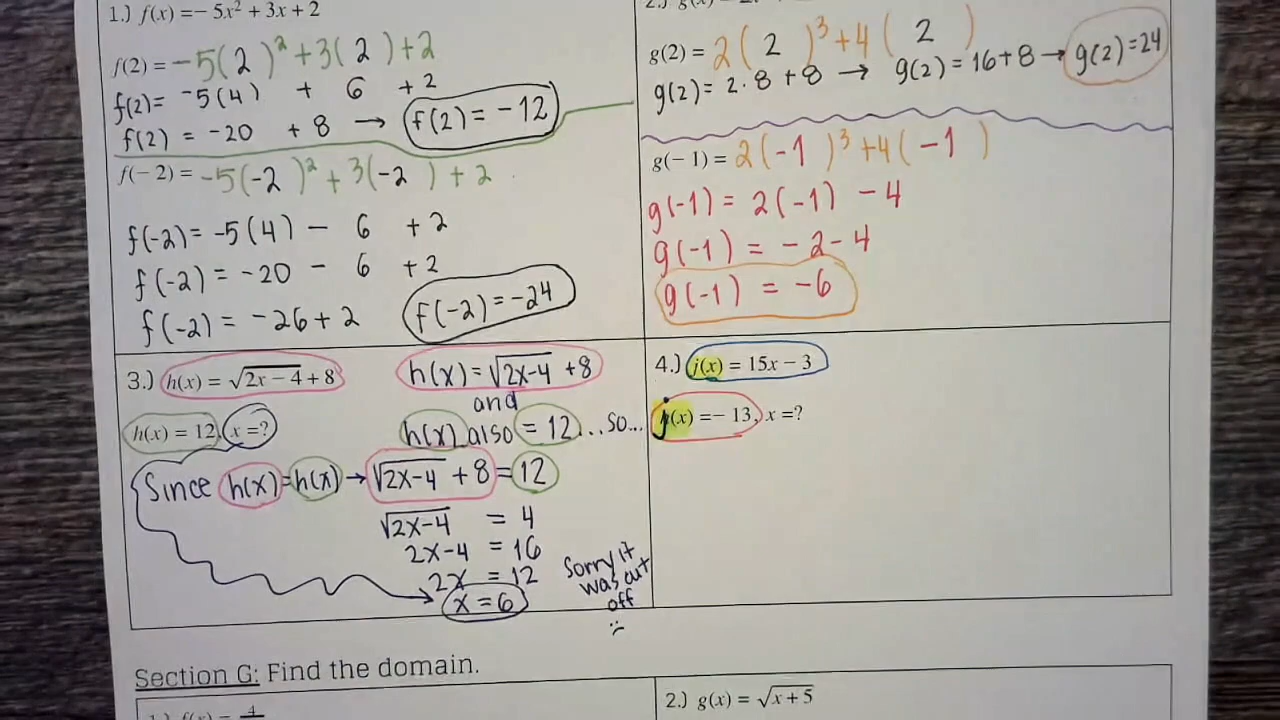 1.) f(x) = − 5x² + 3x + 2
f(2) = -5(2)² + 3(2) + 2
f(2) = -5(4) + 6 + 2
f(2) = -20 + 8 → f(2) = -12
f(−2) = -5(-2)² + 3(-2) + 2
f(-2) = -5(4) - 6 + 2
f(-2) = -20 - 6 + 2
f(-2) = -26 + 2 f(-2) = -24
g(2) = 2(2)³ + 4(2)
g(2) = 2·8 + 8 → g(2) = 16+8 → g(2) = 24
g(−1) = 2(-1)³ + 4(-1)
g(-1) = 2(-1) - 4
g(-1) = -2 - 4
g(-1) = -6
3.) h(x) = √2x − 4 + 8 h(x) = √2x-4 + 8
and
h(x) = 12, x = ? h(x) also = 12 ... so...
Since h(x) = h(x) → √2x-4 + 8 = 12
√2x-4 = 4
2x-4 = 16
2x = 12
x = 6
Sorry it
was cut
off
:(
4.) j(x) = 15x − 3
j(x) = − 13, x = ?
Section G: Find the domain.
2.) g(x) = √x + 5